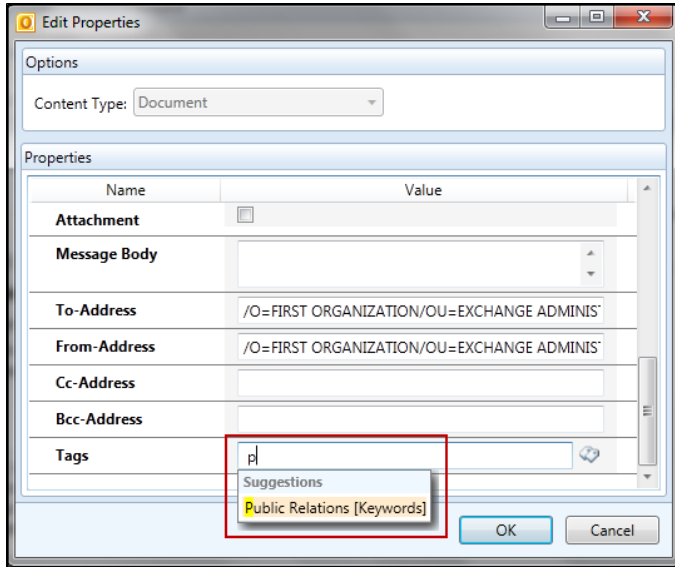 Edit Properties
Options
Content Type: Document
Properties
Name Value
Attachment
Message Body
To-Address /O=FIRST ORGANIZATION/OU=EXCHANGE ADMINIS
From-Address /O=FIRST ORGANIZATION/OU=EXCHANGE ADMINIS
Cc-Address
Bcc-Address
Tags p
Suggestions
Public Relations [Keywords]
OK Cancel